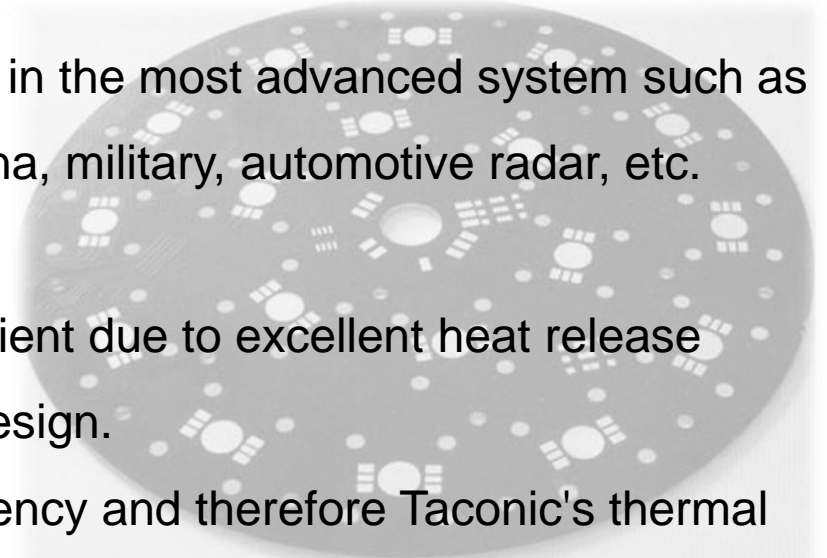 in the most advanced system such as
na, military, automotive radar, etc.
ient due to excellent heat release
esign.
ency and therefore Taconic's thermal